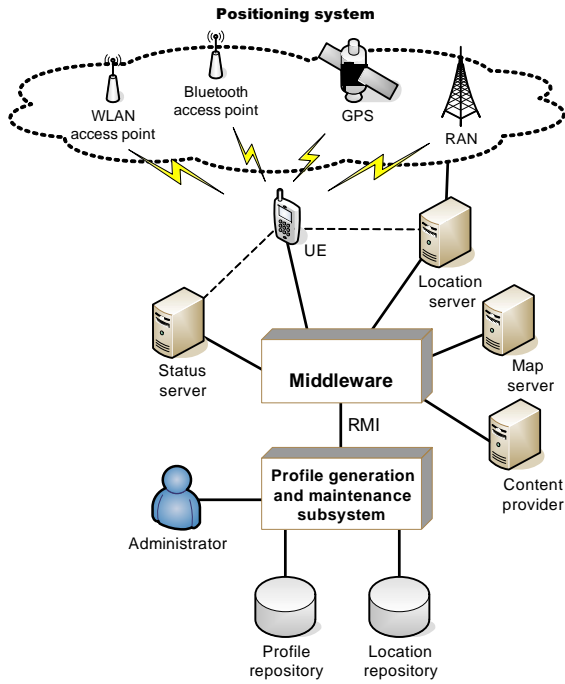 Positioning system
WLAN
access point
Bluetooth
access point
GPS
RAN
UE
Location
server
Status
server
Middleware
Map
server
RMI
Content
provider
Profile generation
and maintenance
subsystem
Administrator
Profile
repository
Location
repository